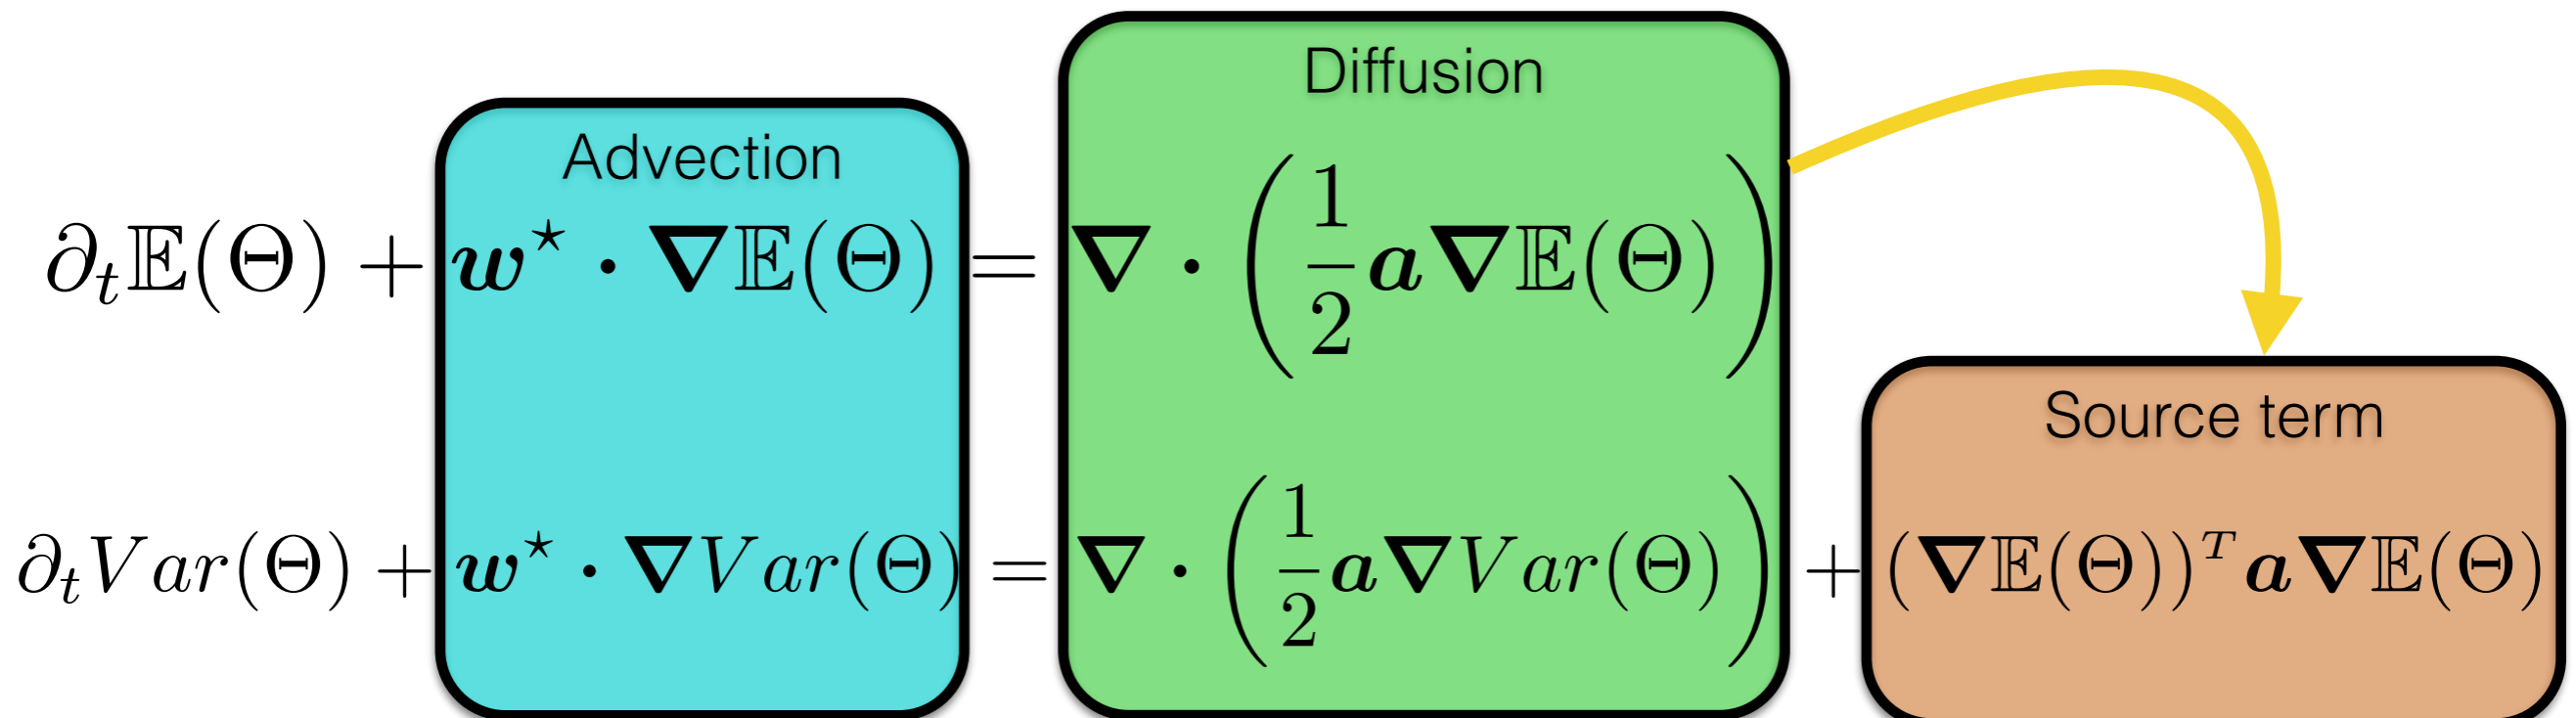 Diffusion
Advection
∂ₜ𝔼(Θ) + w⋆ · ∇𝔼(Θ) = ∇ · (1/2 a∇𝔼(Θ))
Source term
∂ₜVar(Θ) + w⋆ · ∇Var(Θ) = ∇ · (1/2 a∇Var(Θ)) + (∇𝔼(Θ))ᵀ a∇𝔼(Θ)